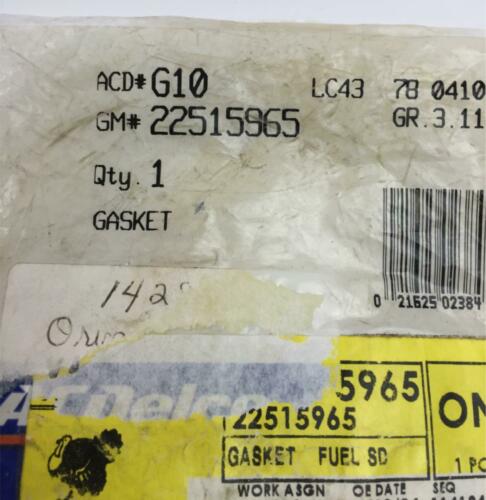 ACD# G10 LC43 78 0410
GM# 22515965 GR.3.11
Qty. 1
GASKET
0 21625 02384
142
ACDelco 5965
22515965 ON
GASKET FUEL SD 1 PC
WORK ASGN OE DATE SEQ